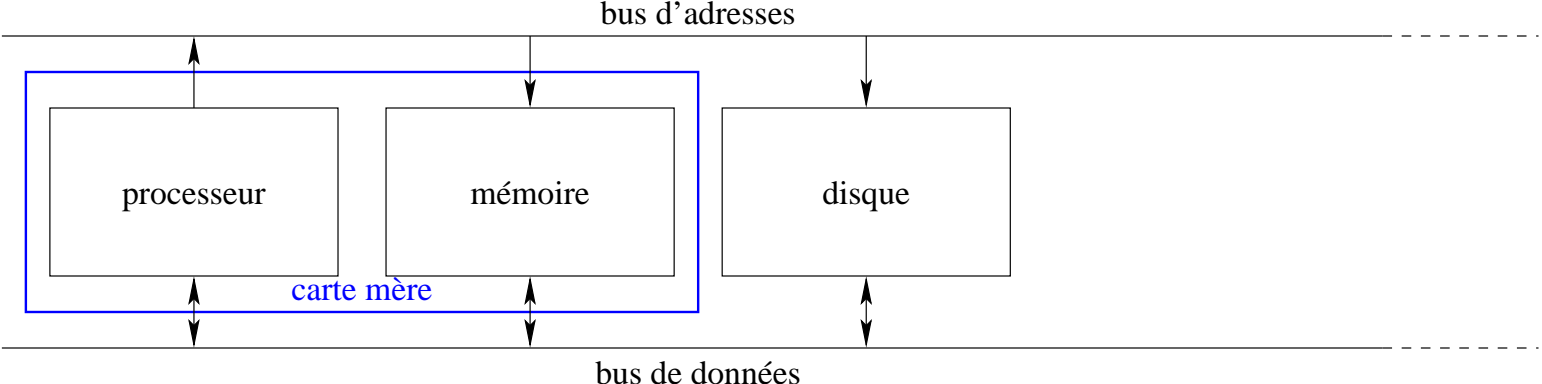 bus d’adresses
processeur
mémoire
disque
carte mère
bus de données